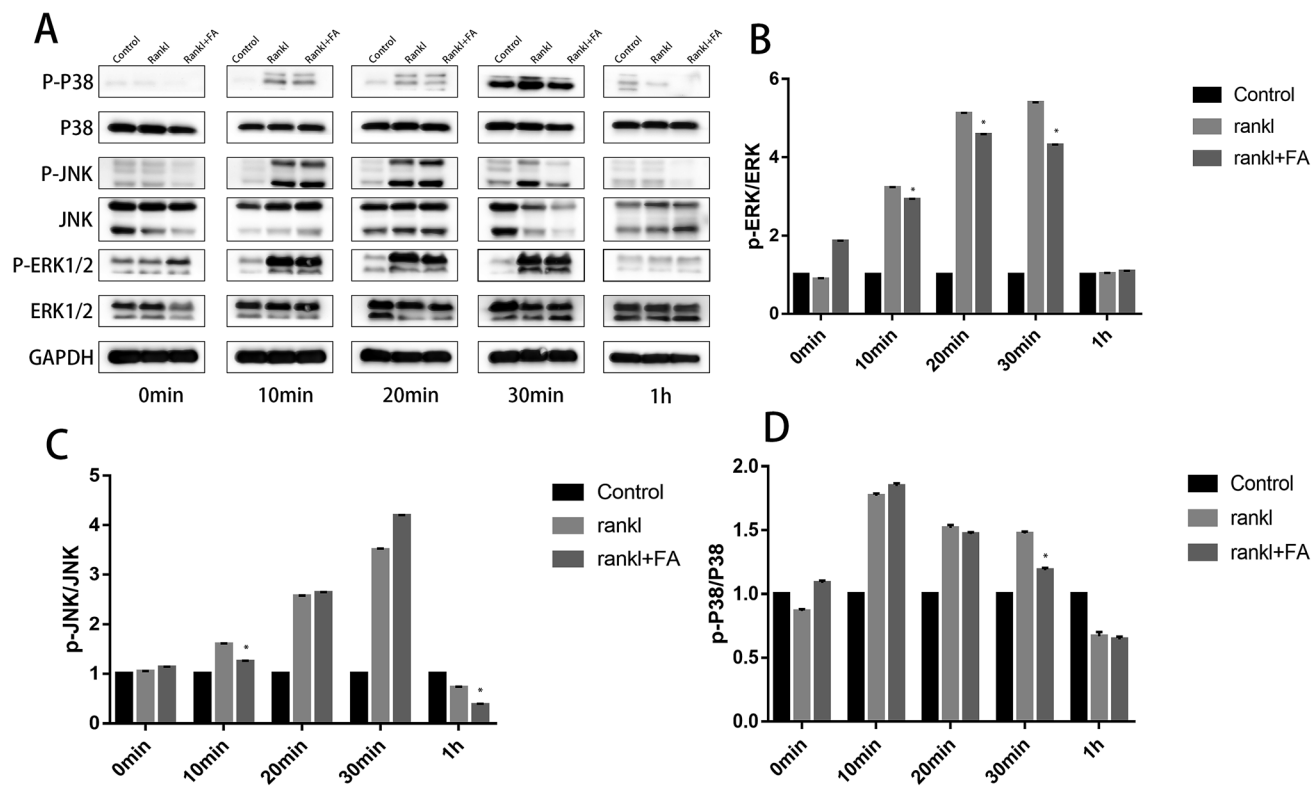 A
Control Rankl Rankl+FA Control Rankl Rankl+FA Control Rankl Rankl+FA Control Rankl Rankl+FA Control Rankl Rankl+FA
P-P38
P38
P-JNK
JNK
P-ERK1/2
ERK1/2
GAPDH
0min 10min 20min 30min 1h
B
p-ERK/ERK
6
4
2
0
* * *
0min 10min 20min 30min 1h
Control
rankl
rankl+FA
C
p-JNK/JNK
5
4
3
2
1
0
* *
0min 10min 20min 30min 1h
Control
rankl
rankl+FA
D
p-P38/P38
2.0
1.5
1.0
0.5
0.0
*
0min 10min 20min 30min 1h
Control
rankl
rankl+FA